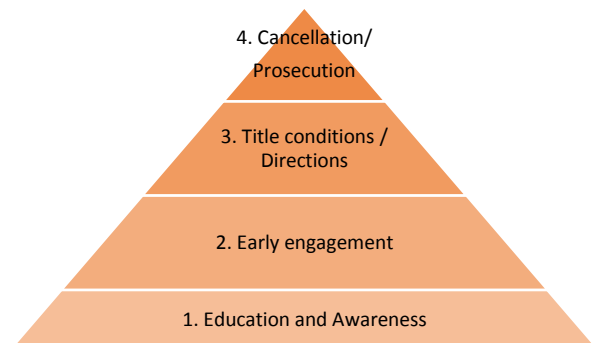 4. Cancellation/
Prosecution
3. Title conditions /
Directions
2. Early engagement
1. Education and Awareness